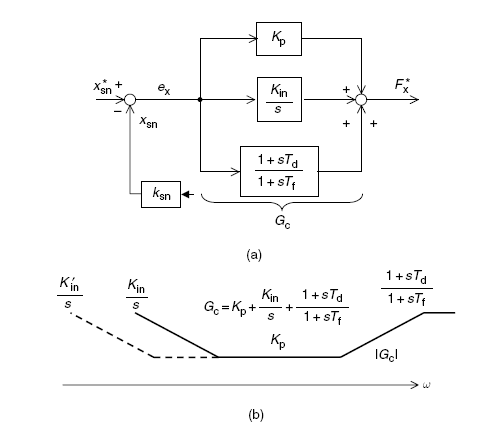 K_p
x*_sn +
e_x
K_in / s
+
F*_x
−
x_sn
+ +
1 + sT_d / 1 + sT_f
k_sn
G_c
(a)
K′_in / s
K_in / s
G_c = K_p + K_in / s + 1 + sT_d / 1 + sT_f
1 + sT_d / 1 + sT_f
K_p
|G_c|
ω
(b)